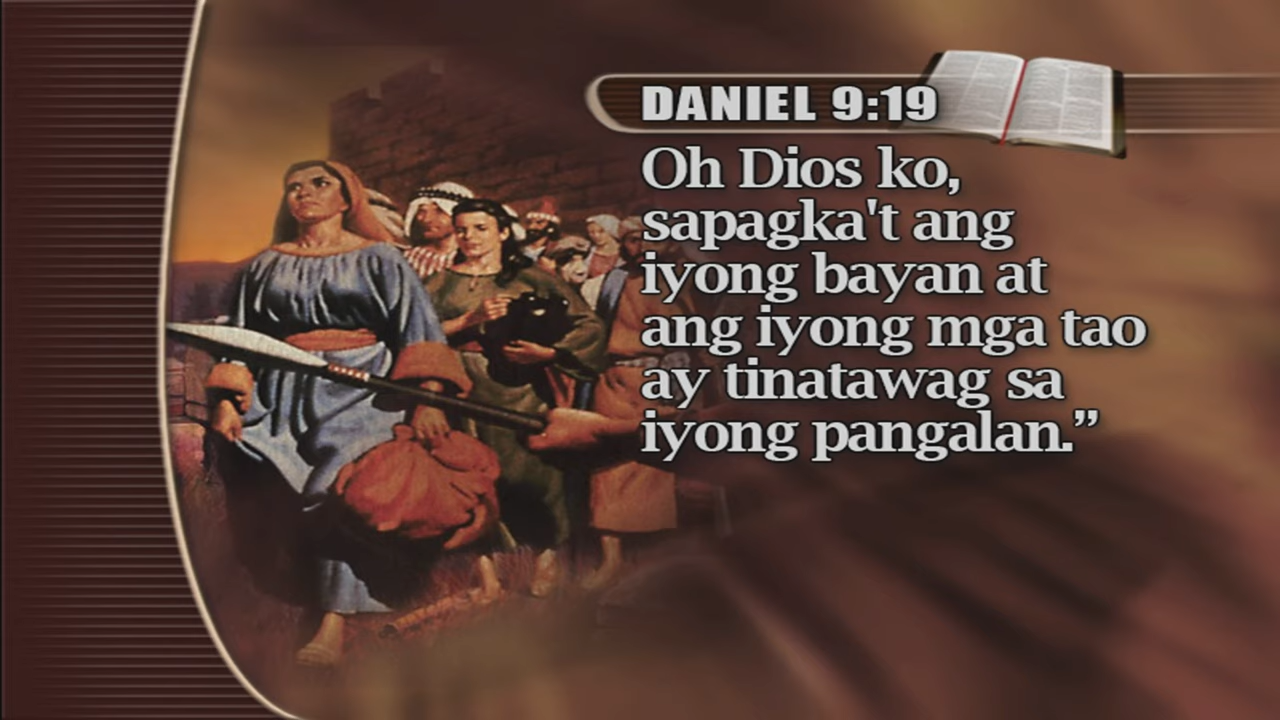 DANIEL 9:19
Oh Dios ko,
sapagka't ang
iyong bayan at
ang iyong mga tao
ay tinatawag sa
iyong pangalan.”